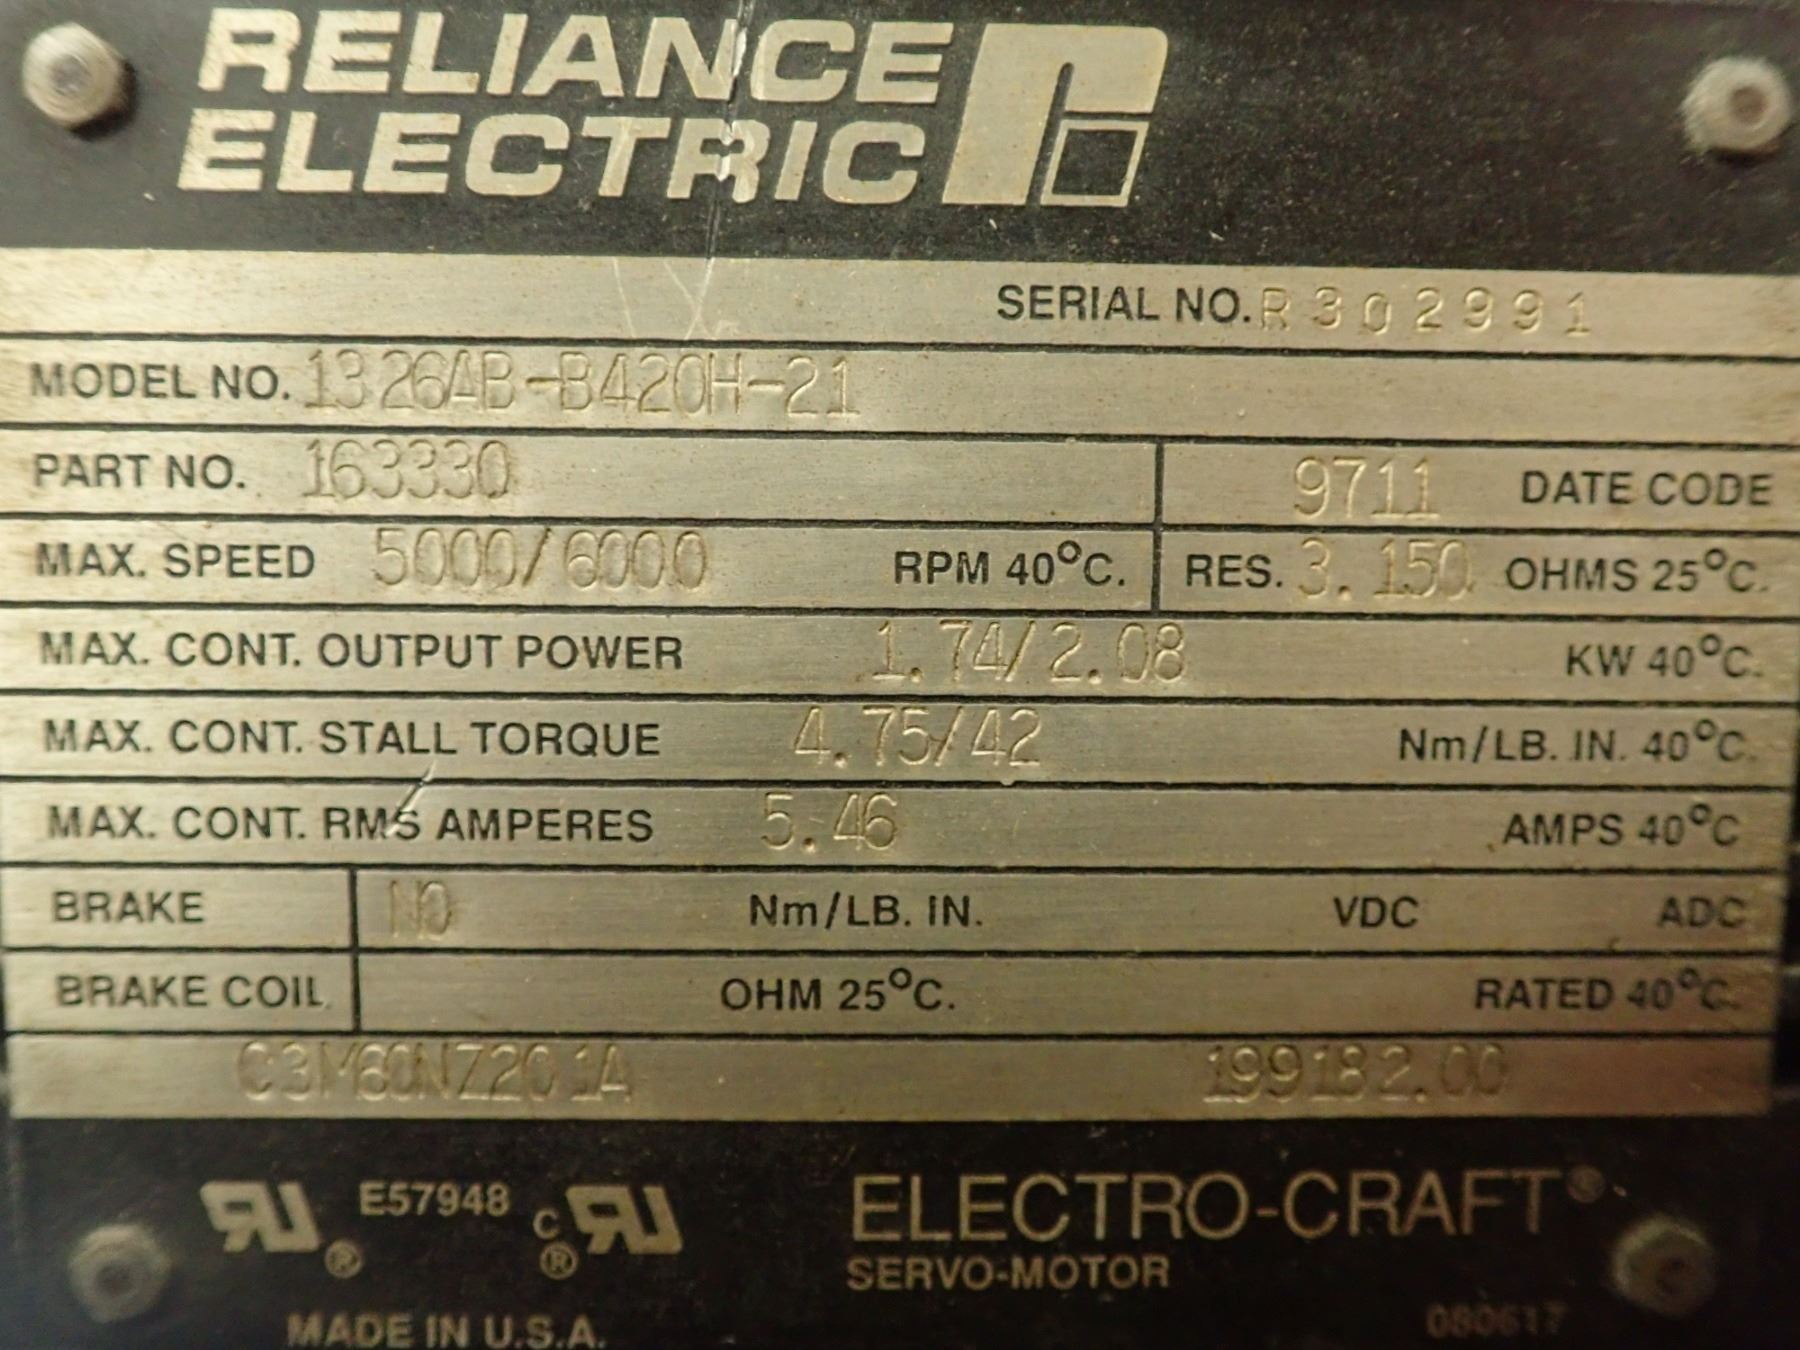 RELIANCE
ELECTRIC
SERIAL NO. R302991
MODEL NO. 1326AB-B420H-21
PART NO. 163330 9711 DATE CODE
MAX. SPEED 5000/6000 RPM 40°C. RES. 3.150 OHMS 25°C.
MAX. CONT. OUTPUT POWER 1.74/2.08 KW 40°C.
MAX. CONT. STALL TORQUE 4.75/42 Nm/LB. IN. 40°C.
MAX. CONT. RMS AMPERES 5.46 AMPS 40°C
BRAKE NO Nm/LB. IN. VDC ADC
BRAKE COIL OHM 25°C. RATED 40°C.
C3M60NZ201A 199182.00
E57948 C ELECTRO-CRAFT®
® ® SERVO-MOTOR
MADE IN U.S.A. 080617